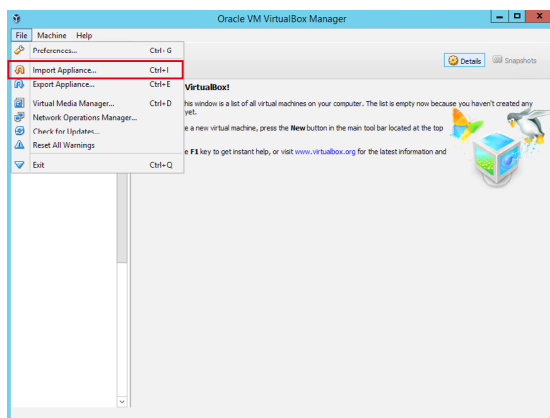 Oracle VM VirtualBox Manager
File Machine Help
Preferences... Ctrl+G
Import Appliance... Ctrl+I
Export Appliance... Ctrl+E
Virtual Media Manager... Ctrl+D
Network Operations Manager...
Check for Updates...
Reset All Warnings
Exit Ctrl+Q
Details Snapshots
VirtualBox!
his window is a list of all virtual machines on your computer. The list is empty now because you haven't created any
yet.
e a new virtual machine, press the New button in the main tool bar located at the top
e F1 key to get instant help, or visit www.virtualbox.org for the latest information and